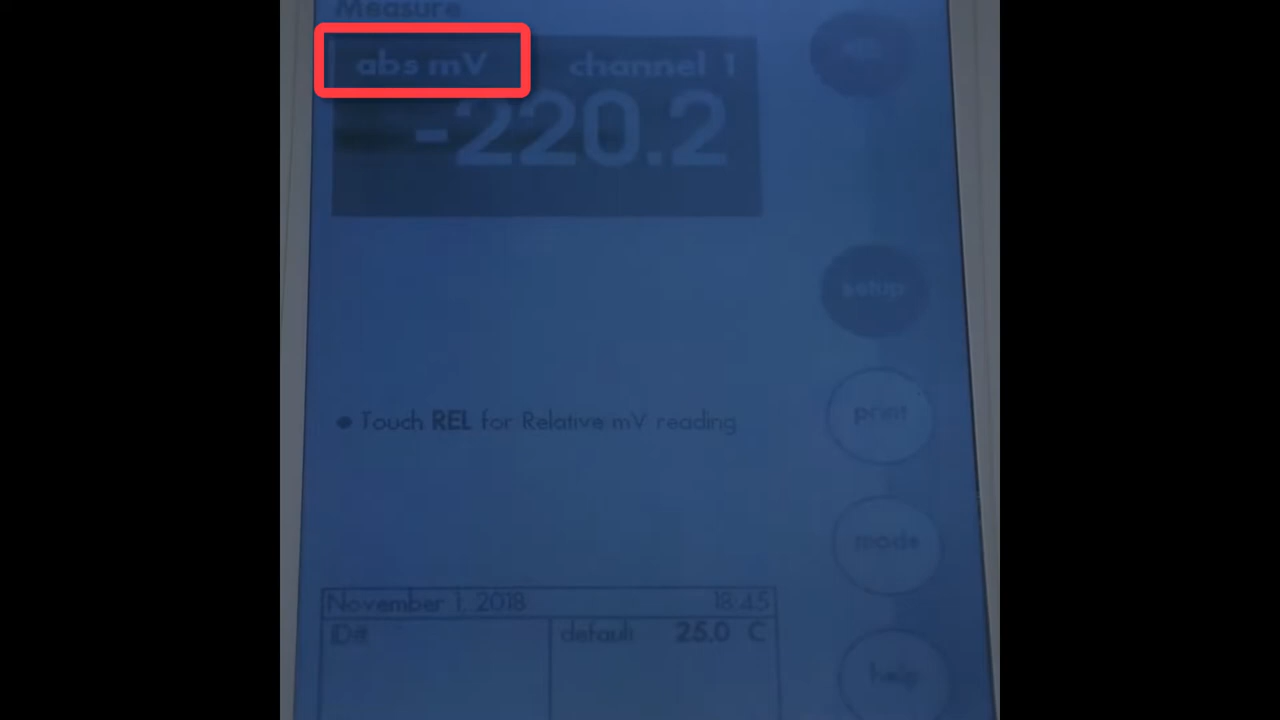 Measure
abs mV channel 1
-220.2
setup
print
• Touch REL for Relative mV reading
mode
November 1, 2018 18:45
ID#
default 25.0 C
help